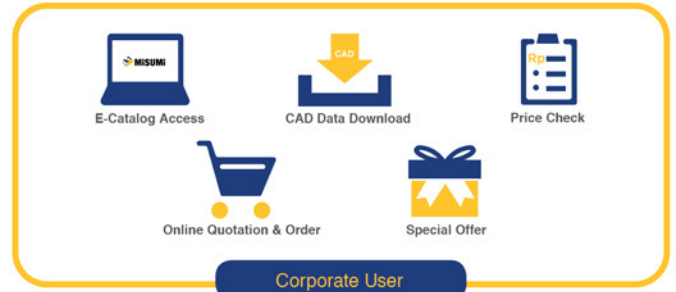 MiSUMi
CAD
Rp
E-Catalog Access
CAD Data Download
Price Check
Online Quotation & Order
Special Offer
Corporate User